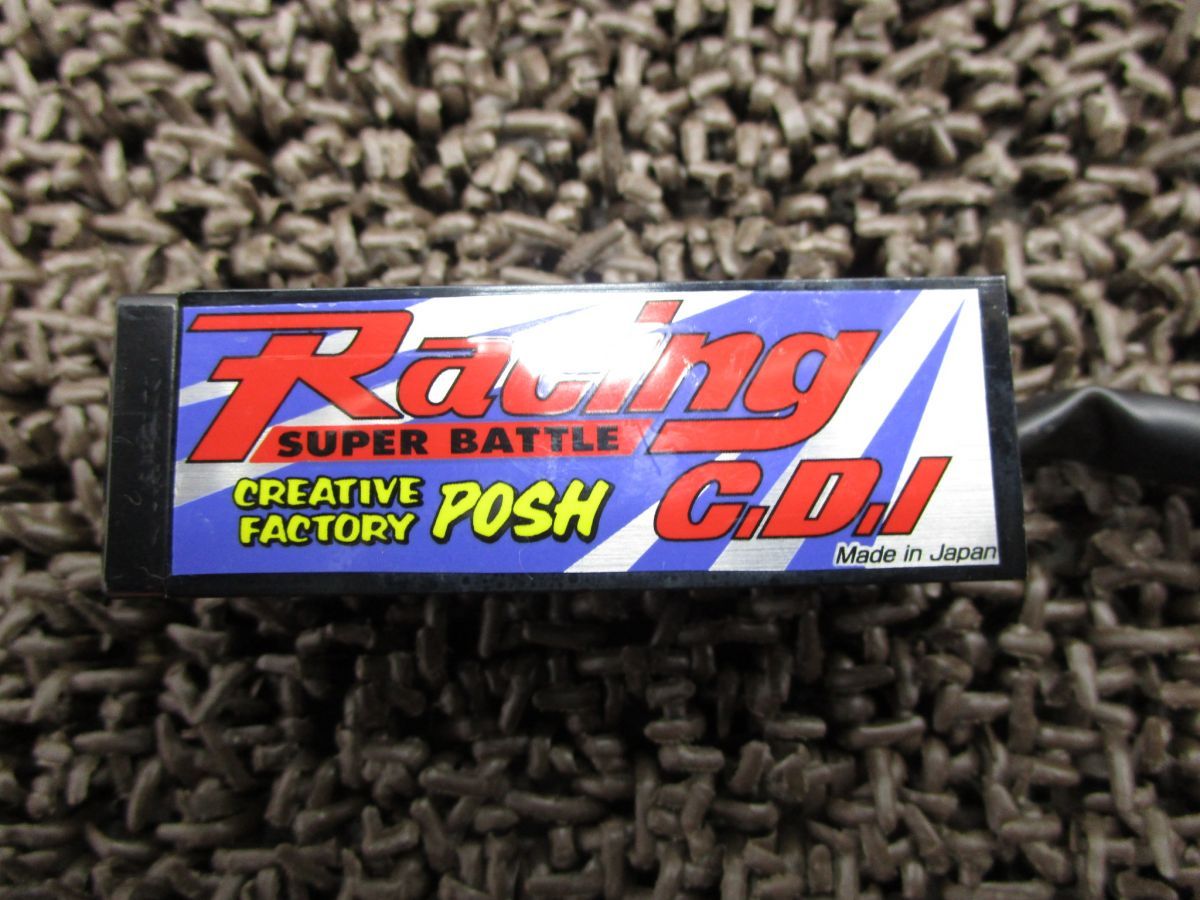 Racing
SUPER BATTLE
CREATIVE
FACTORY POSH
C.D.I
Made in Japan